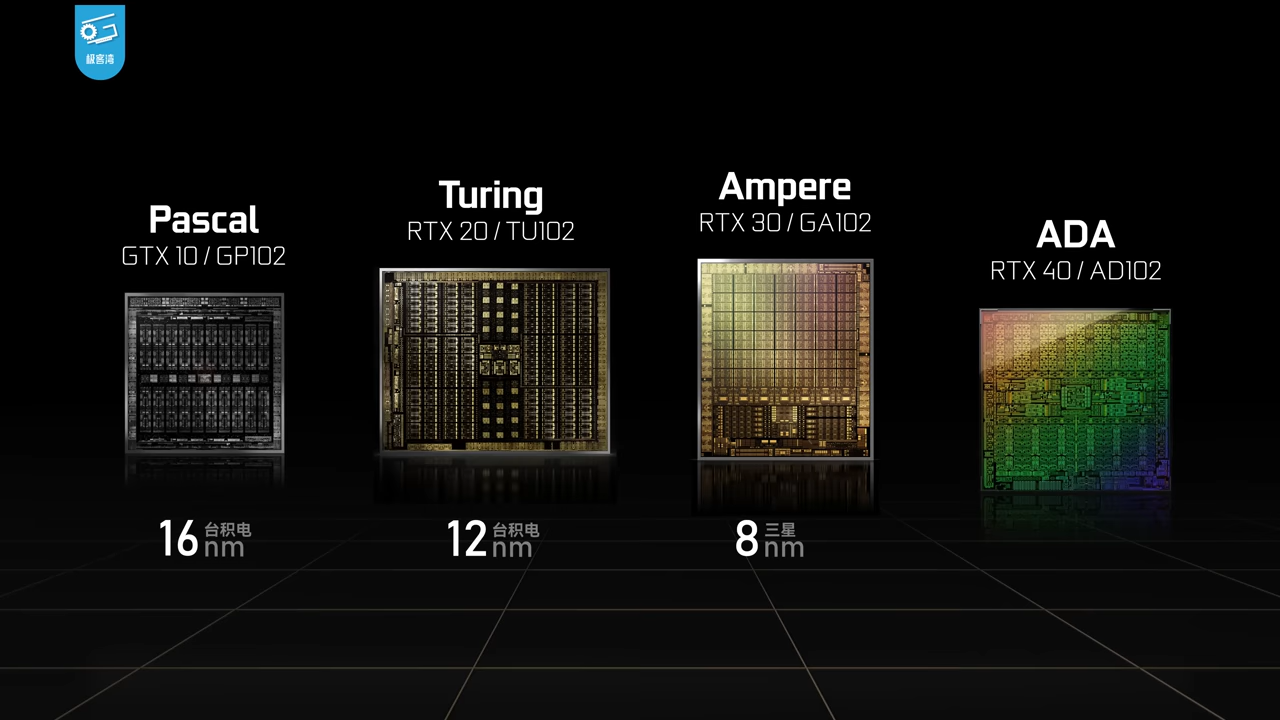 极客湾
Pascal
GTX 10 / GP102
Turing
RTX 20 / TU102
Ampere
RTX 30 / GA102
ADA
RTX 40 / AD102
16 台积电 nm
12 台积电 nm
8 三星 nm